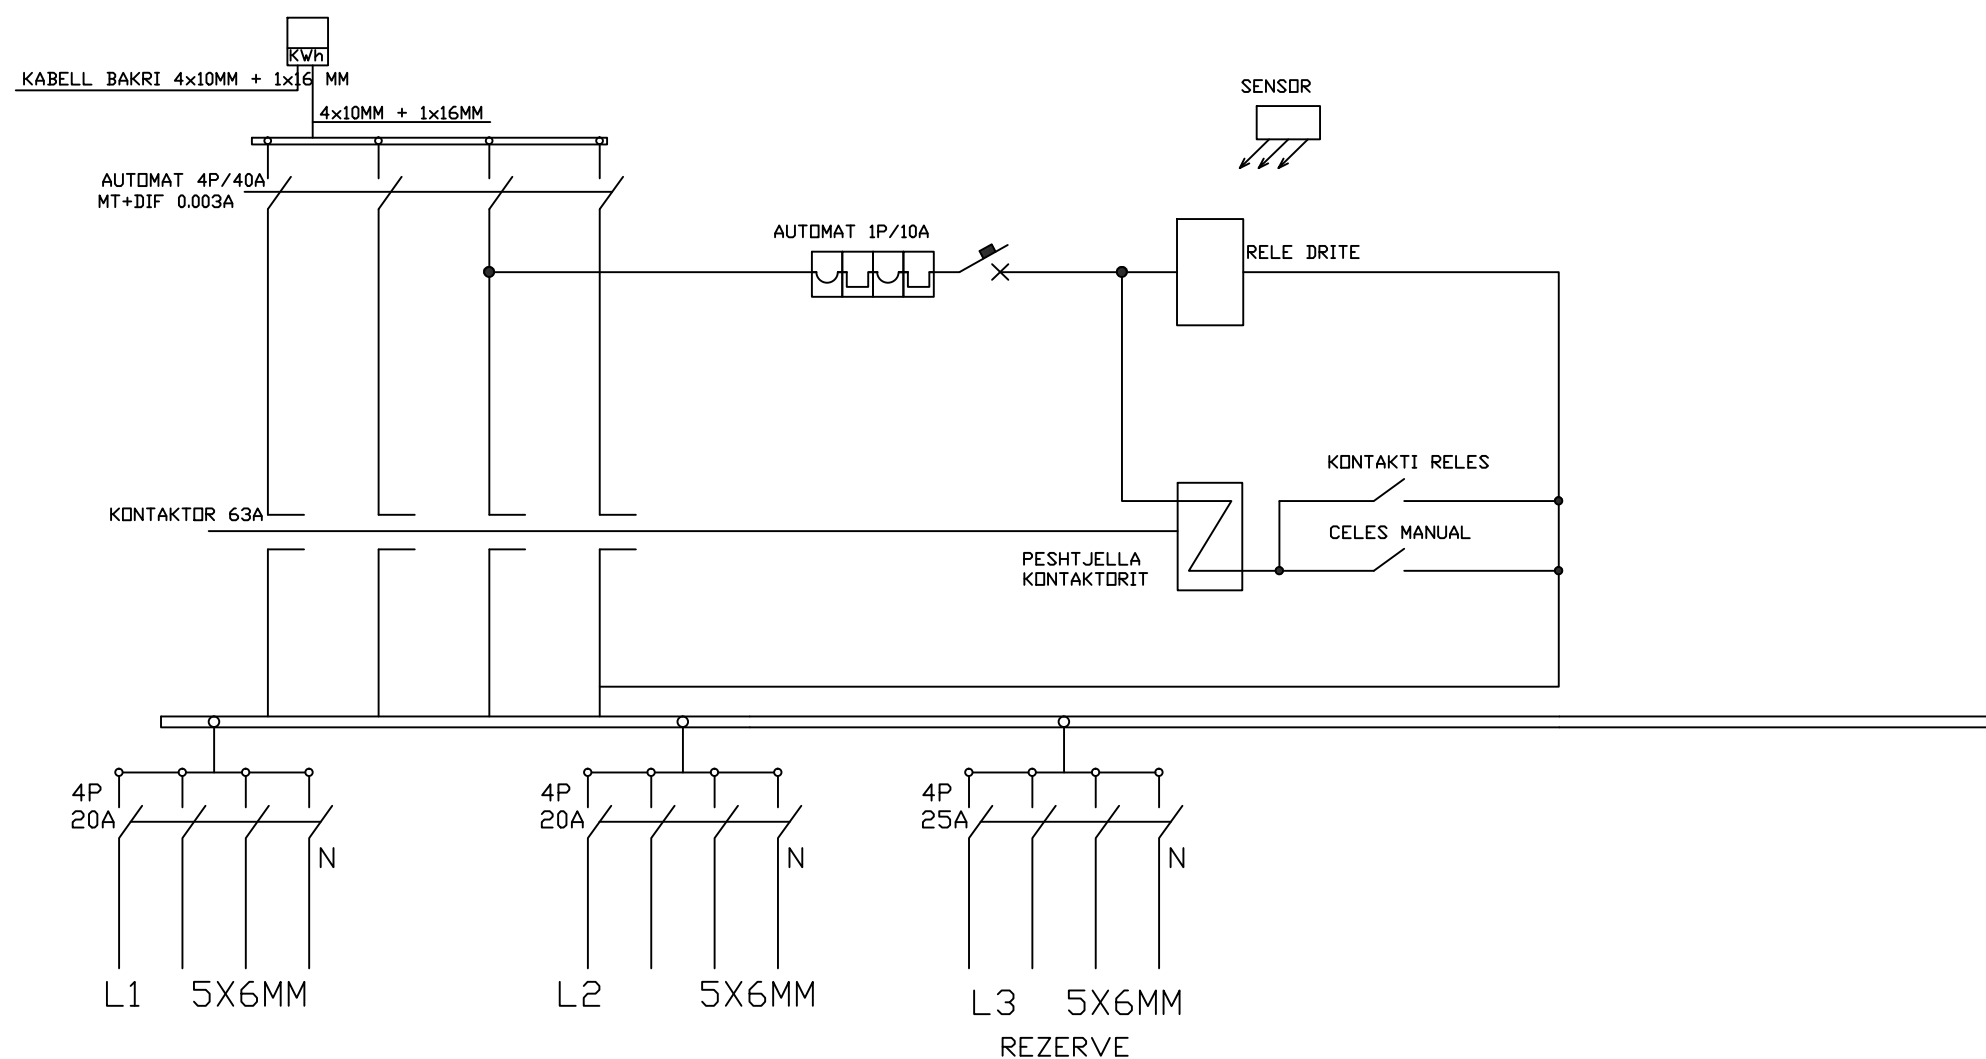 KWh
KABELL BAKRI 4x10MM + 1x16 MM
4x10MM + 1x16MM
SENSOR
AUTOMAT 4P/40A
MT+DIF 0.003A
AUTOMAT 1P/10A
RELE DRITE
KONTAKTI RELES
KONTAKTOR 63A
CELES MANUAL
PESHTJELLA
KONTAKTORIT
4P
20A
N
4P
20A
N
4P
25A
N
L1 5X6MM
L2 5X6MM
L3 5X6MM
REZERVE